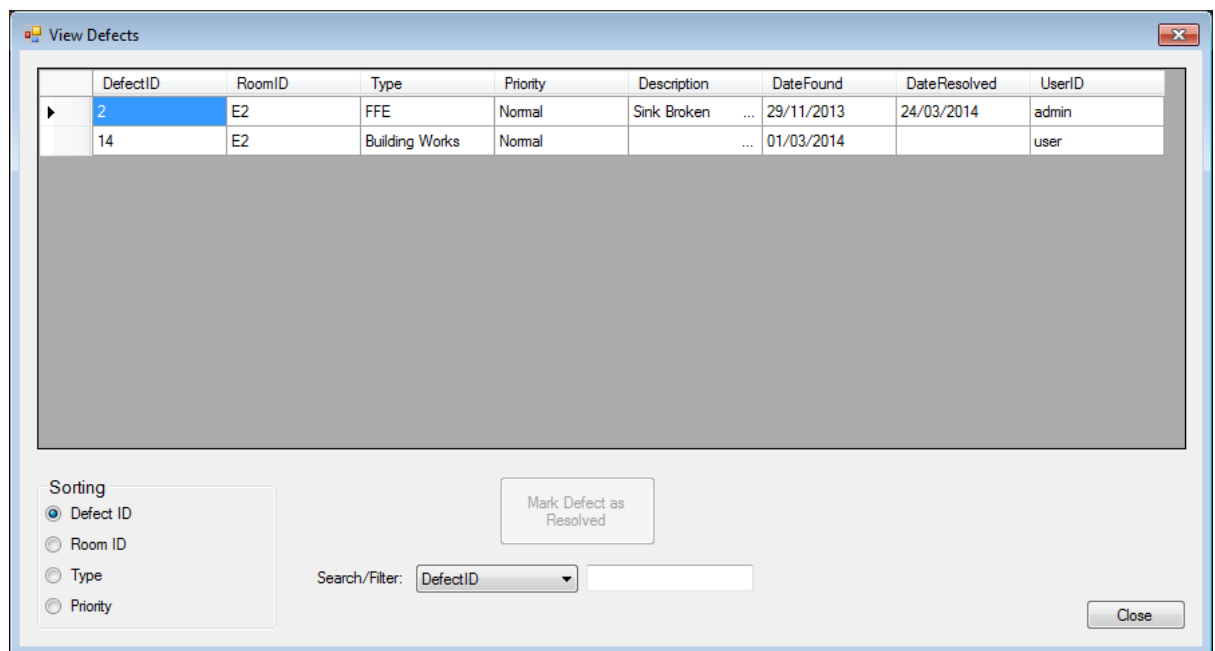 View Defects
DefectID RoomID Type Priority Description DateFound DateResolved UserID
2 E2 FFE Normal Sink Broken ... 29/11/2013 24/03/2014 admin
14 E2 Building Works Normal ... 01/03/2014 user
Sorting
Defect ID
Room ID
Type
Priority
Mark Defect as
Resolved
Search/Filter: DefectID
Close